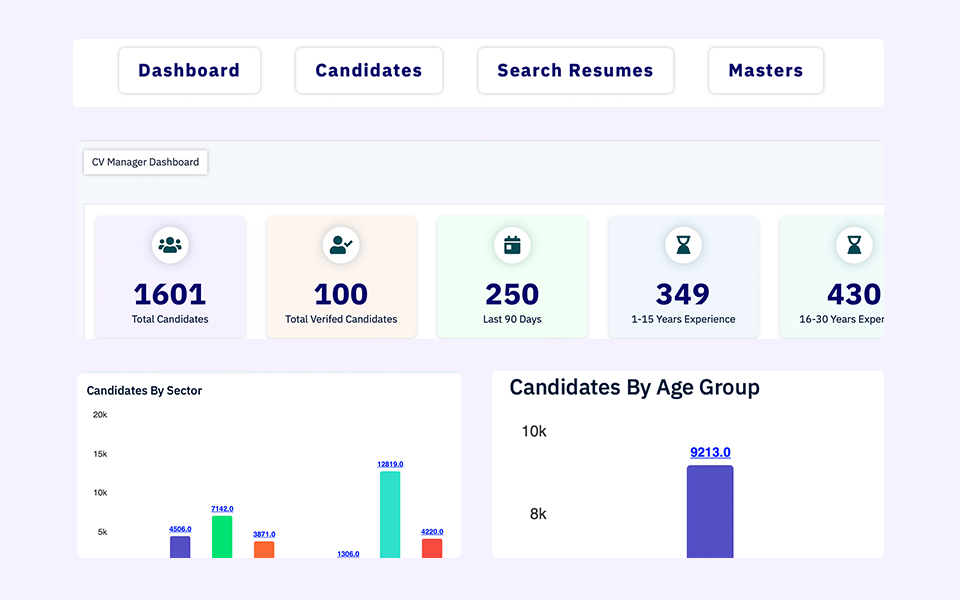 Dashboard
Candidates
Search Resumes
Masters
CV Manager Dashboard
1601
Total Candidates
100
Total Verifed Candidates
250
Last 90 Days
349
1-15 Years Experience
430
16-30 Years Exper
Candidates By Sector
20k
15k
10k
5k
4506.0
7142.0
3871.0
1306.0
12819.0
4220.0
Candidates By Age Group
10k
8k
9213.0